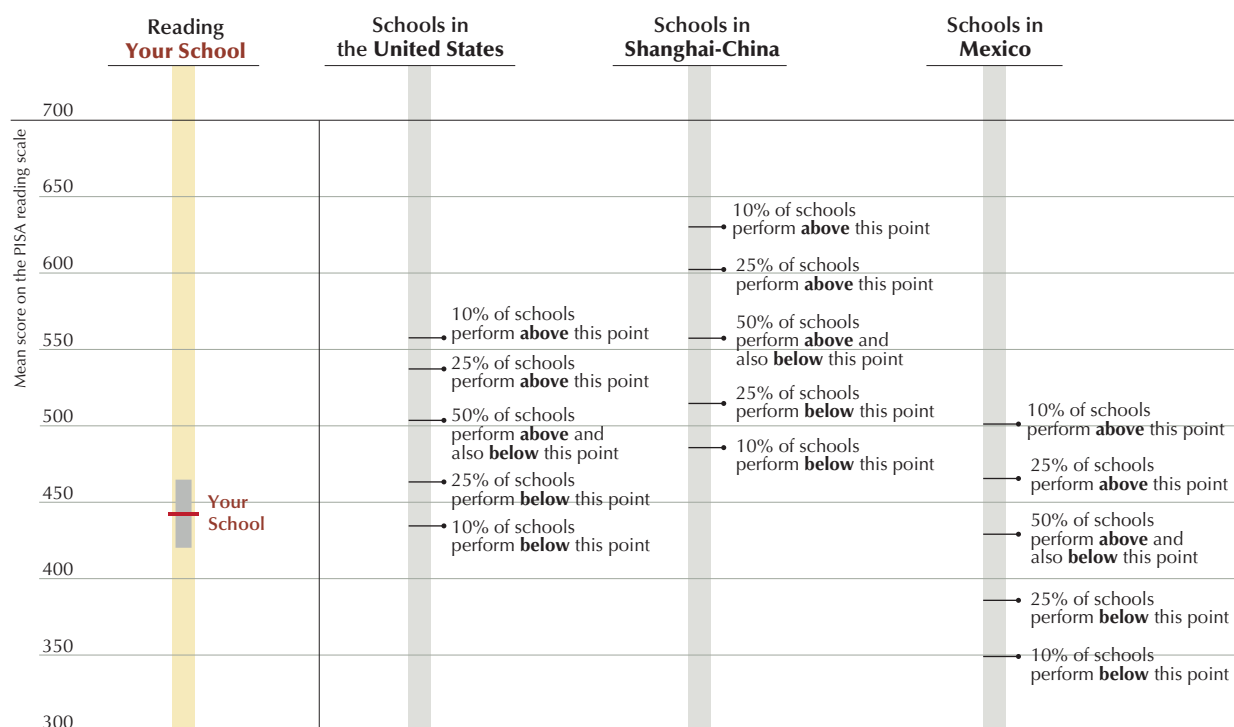 Reading
Your School
Schools in
the United States
Schools in
Shanghai-China
Schools in
Mexico
Mean score on the PISA reading scale
700
650
600
550
500
450
400
350
300
Your
School
10% of schools
perform above this point
25% of schools
perform above this point
50% of schools
perform above and
also below this point
25% of schools
perform below this point
10% of schools
perform below this point
10% of schools
perform above this point
25% of schools
perform above this point
50% of schools
perform above and
also below this point
25% of schools
perform below this point
10% of schools
perform below this point
10% of schools
perform above this point
25% of schools
perform above this point
50% of schools
perform above and
also below this point
25% of schools
perform below this point
10% of schools
perform below this point